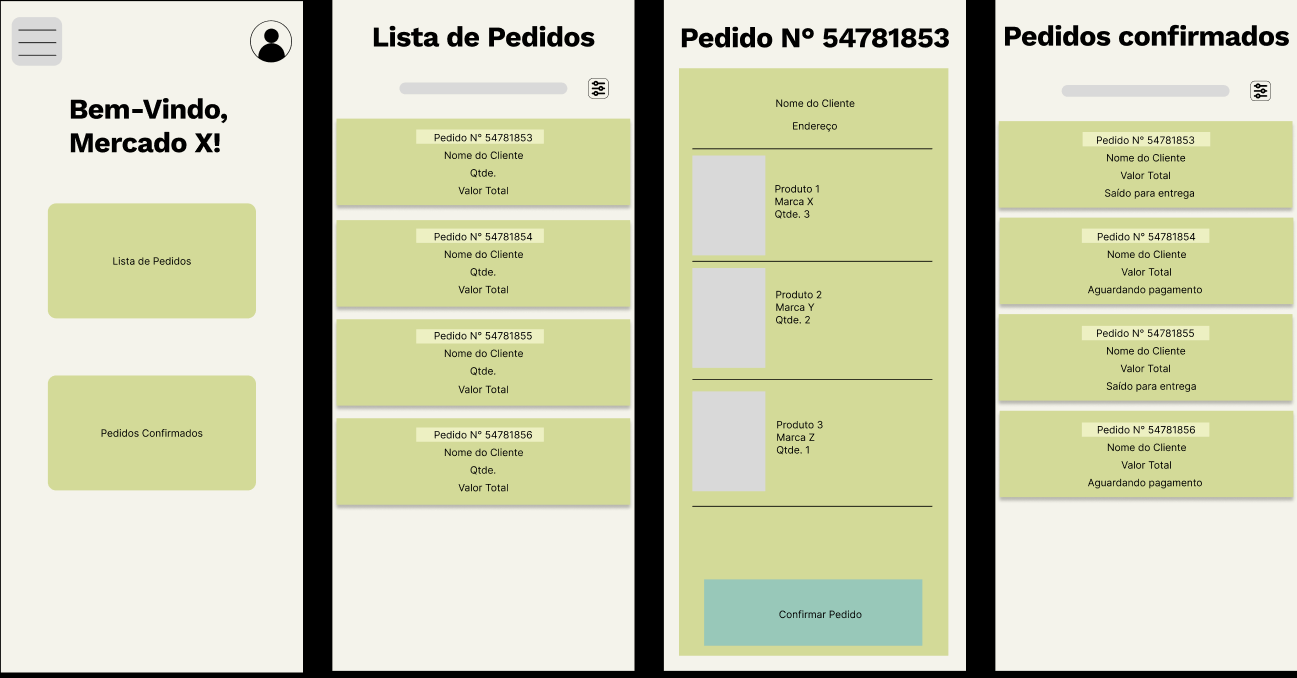 Bem-Vindo,
Mercado X!
Lista de Pedidos
Pedidos Confirmados
Lista de Pedidos
Pedido N° 54781853
Nome do Cliente
Qtde.
Valor Total
Pedido N° 54781854
Nome do Cliente
Qtde.
Valor Total
Pedido N° 54781855
Nome do Cliente
Qtde.
Valor Total
Pedido N° 54781856
Nome do Cliente
Qtde.
Valor Total
Pedido N° 54781853
Nome do Cliente
Endereço
Produto 1
Marca X
Qtde. 3
Produto 2
Marca Y
Qtde. 2
Produto 3
Marca Z
Qtde. 1
Confirmar Pedido
Pedidos confirmados
Pedido N° 54781853
Nome do Cliente
Valor Total
Saído para entrega
Pedido N° 54781854
Nome do Cliente
Valor Total
Aguardando pagamento
Pedido N° 54781855
Nome do Cliente
Valor Total
Saído para entrega
Pedido N° 54781856
Nome do Cliente
Valor Total
Aguardando pagamento